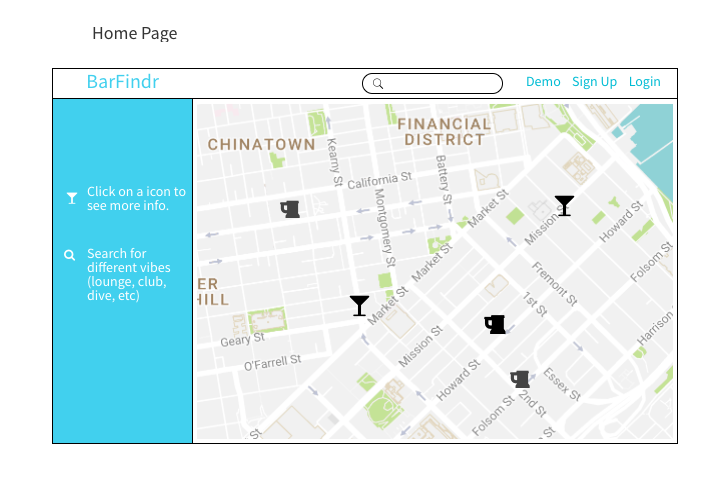 Home Page
BarFindr
Demo Sign Up Login
Click on a icon to
see more info.
Search for
different vibes
(lounge, club,
dive, etc)
CHINATOWN
FINANCIAL
DISTRICT
Kearny St
California St
Battery St
Montgomery St
Market St
Mission St
Howard St
Folsom St
Market St
Fremont St
1st St
ER
HILL
Market St
Mission St
Harrison
Geary St
O'Farrell St
Howard St
Essex St
2nd St
Folsom St
St